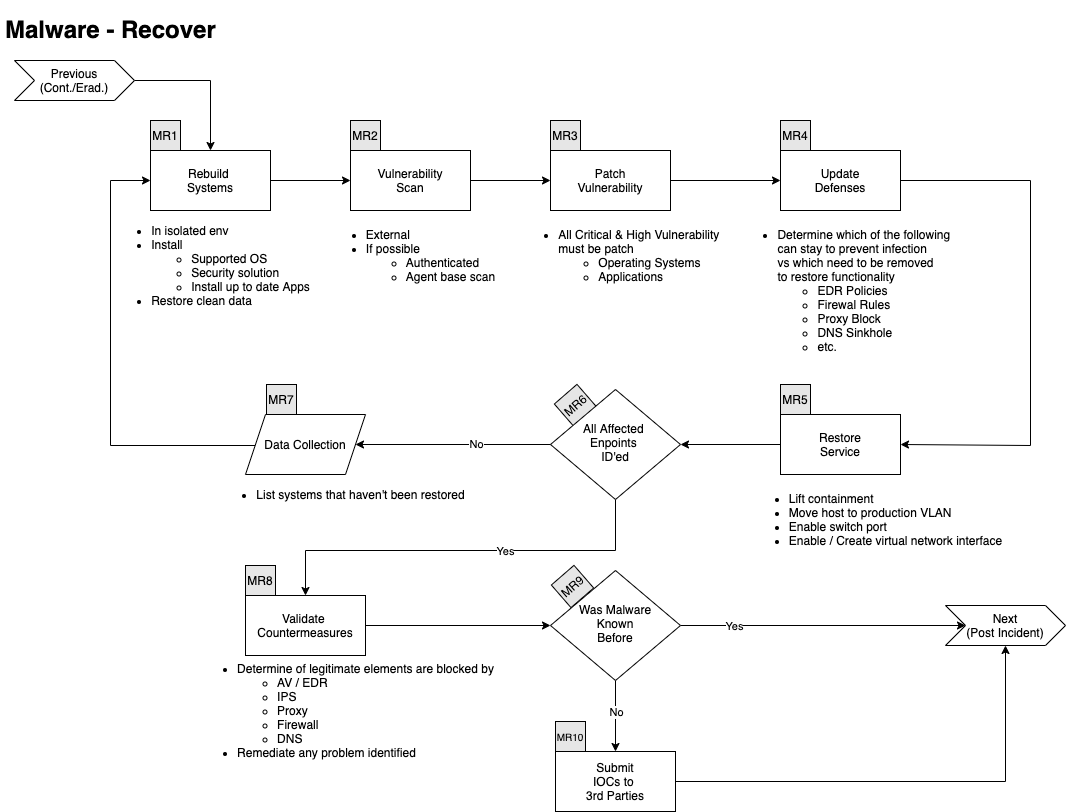 Malware - Recover
Previous
(Cont./Erad.)
MR1
Rebuild
Systems
In isolated env
Install
Supported OS
Security solution
Install up to date Apps
Restore clean data
MR2
Vulnerability
Scan
External
If possible
Authenticated
Agent base scan
MR3
Patch
Vulnerability
All Critical & High Vulnerability
must be patch
Operating Systems
Applications
MR4
Update
Defenses
Determine which of the following
can stay to prevent infection
vs which need to be removed
to restore functionality
EDR Policies
Firewal Rules
Proxy Block
DNS Sinkhole
etc.
MR5
Restore
Service
Lift containment
Move host to production VLAN
Enable switch port
Enable / Create virtual network interface
MR6
All Affected
Enpoints
ID'ed
No
Yes
MR7
Data Collection
List systems that haven't been restored
MR8
Validate
Countermeasures
Determine of legitimate elements are blocked by
AV / EDR
IPS
Proxy
Firewall
DNS
Remediate any problem identified
MR9
Was Malware
Known
Before
Yes
No
MR10
Submit
IOCs to
3rd Parties
Next
(Post Incident)